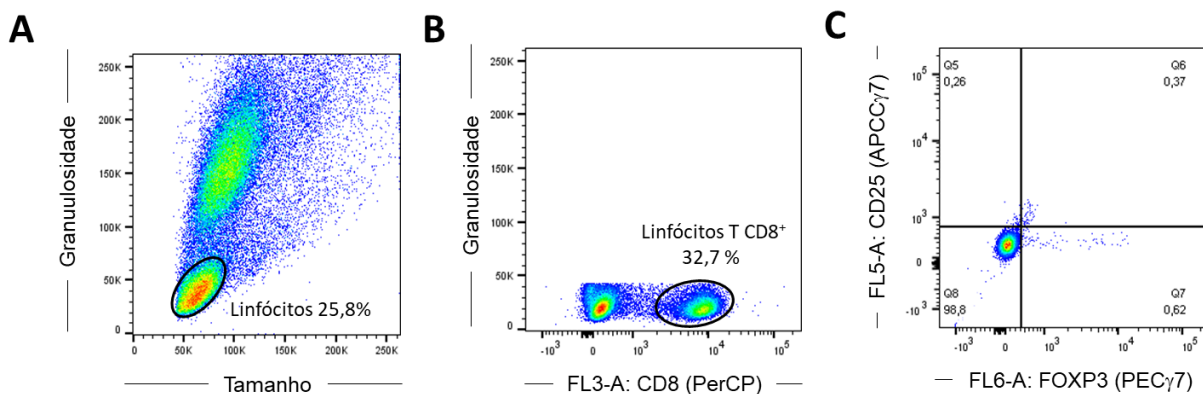 A
Granuulosidade
250K
200K
150K
100K
50K
0
50K
100K
150K
200K
250K
Linfócitos 25,8%
Tamanho
B
Granulosidade
250K
200K
150K
100K
50K
0
Linfócitos T CD8⁺
32,7 %
-10³
0
10³
10⁴
10⁵
FL3-A: CD8 (PerCP)
C
FL5-A: CD25 (APCCγ7)
10⁵
10⁴
10³
0
-10³
Q5
0,26
Q6
0,37
Q8
98,8
Q7
0,62
-10³
0
10³
10⁴
10⁵
FL6-A: FOXP3 (PECγ7)